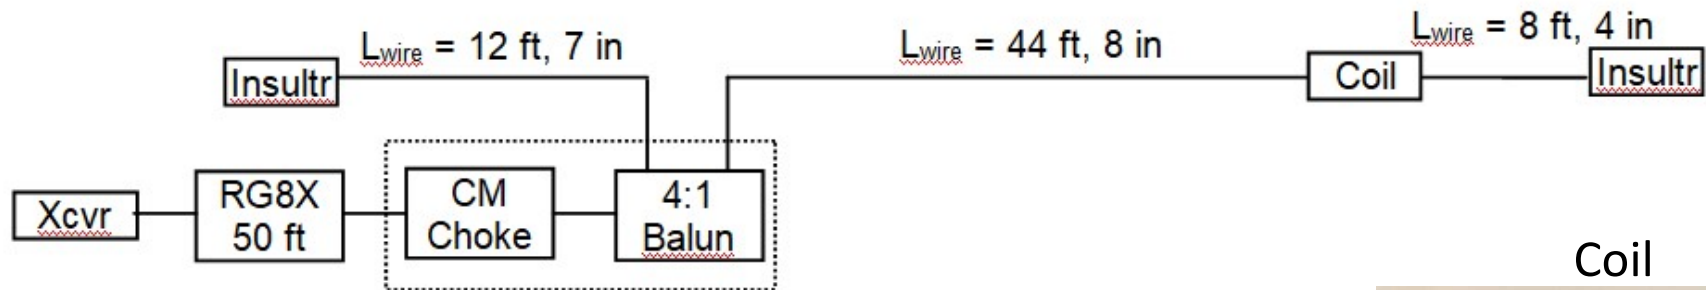 Lwire = 12 ft, 7 in
Lwire = 44 ft, 8 in
Lwire = 8 ft, 4 in
Insultr
Coil
Insultr
Xcvr
RG8X
50 ft
CM
Choke
4:1
Balun
Coil